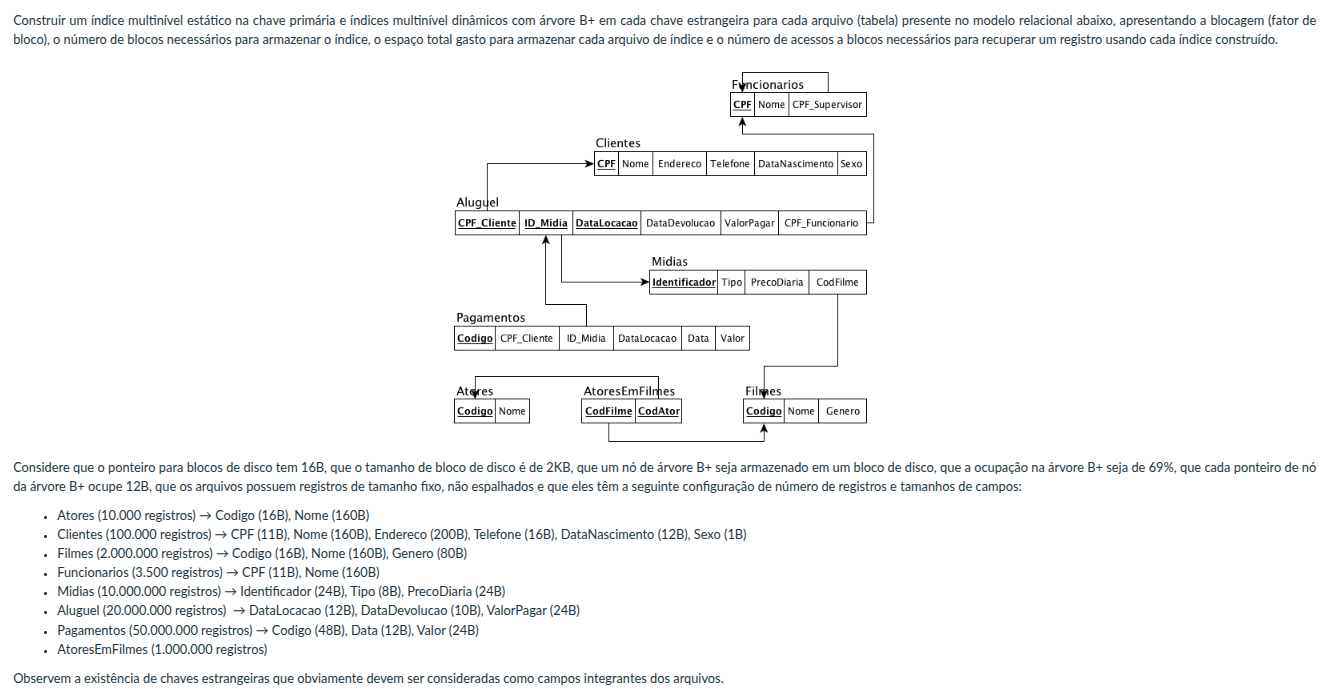 Construir um índice multinível estático na chave primária e índices multinível dinâmicos com árvore B+ em cada chave estrangeira para cada arquivo (tabela) presente no modelo relacional abaixo, apresentando a blocagem (fator de
bloco), o número de blocos necessários para armazenar o índice, o espaço total gasto para armazenar cada arquivo de índice e o número de acessos a blocos necessários para recuperar um registro usando cada índice construído.
Funcionarios
CPF Nome CPF_Supervisor
Clientes
CPF Nome Endereco Telefone DataNascimento Sexo
Aluguel
CPF_Cliente ID_Midia DataLocacao DataDevolucao ValorPagar CPF_Funcionario
Midias
Identificador Tipo PrecoDiaria CodFilme
Pagamentos
Codigo CPF_Cliente ID_Midia DataLocacao Data Valor
Atores AtoresEmFilmes Filmes
Codigo Nome CodFilme CodAtor Codigo Nome Genero
Considere que o ponteiro para blocos de disco tem 16B, que o tamanho de bloco de disco é de 2KB, que um nó de árvore B+ seja armazenado em um bloco de disco, que a ocupação na árvore B+ seja de 69%, que cada ponteiro de nó
da árvore B+ ocupe 12B, que os arquivos possuem registros de tamanho fixo, não espalhados e que eles têm a seguinte configuração de número de registros e tamanhos de campos:
• Atores (10.000 registros) → Codigo (16B), Nome (160B)
• Clientes (100.000 registros) → CPF (11B), Nome (160B), Endereco (200B), Telefone (16B), DataNascimento (12B), Sexo (1B)
• Filmes (2.000.000 registros) → Codigo (16B), Nome (160B), Genero (80B)
• Funcionarios (3.500 registros) → CPF (11B), Nome (160B)
• Midias (10.000.000 registros) → Identificador (24B), Tipo (8B), PrecoDiaria (24B)
• Aluguel (20.000.000 registros) → DataLocacao (12B), DataDevolucao (10B), ValorPagar (24B)
• Pagamentos (50.000.000 registros) → Codigo (48B), Data (12B), Valor (24B)
• AtoresEmFilmes (1.000.000 registros)
Observem a existência de chaves estrangeiras que obviamente devem ser consideradas como campos integrantes dos arquivos.